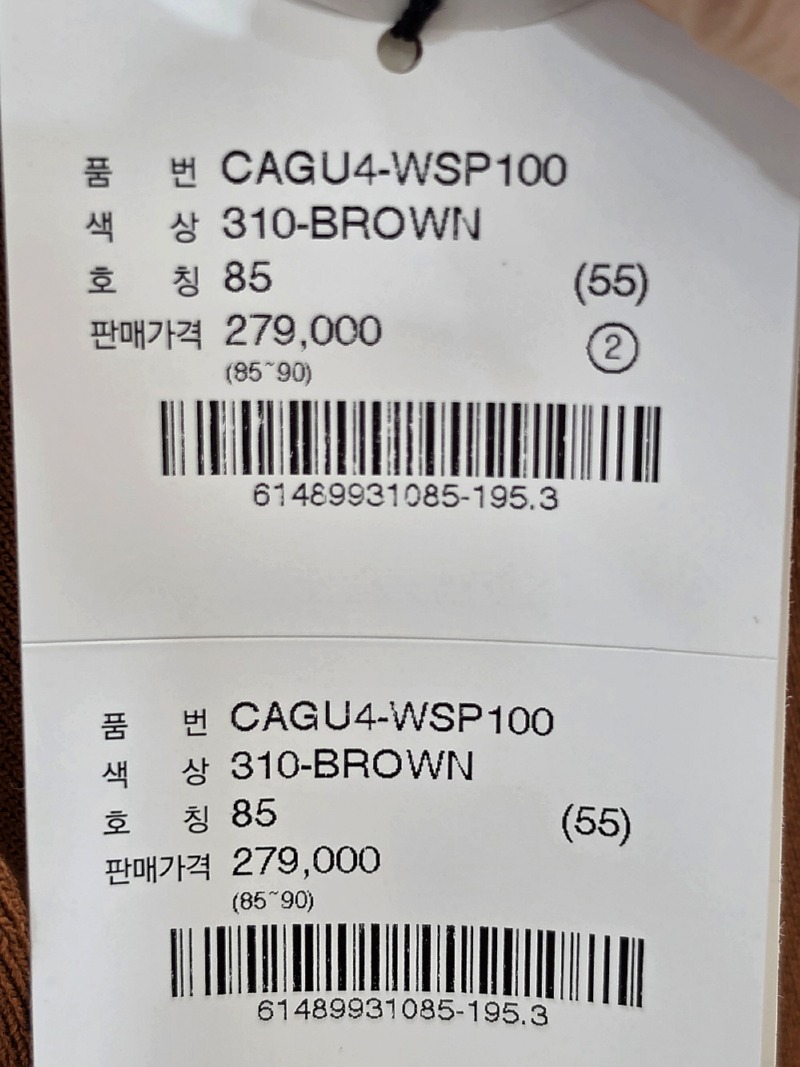 품 번 CAGU4-WSP100
색 상 310-BROWN
호 칭 85 (55)
판매가격 279,000 ②
(85~90)
61489931085-195.3
품 번 CAGU4-WSP100
색 상 310-BROWN
호 칭 85 (55)
판매가격 279,000
(85~90)
61489931085-195.3